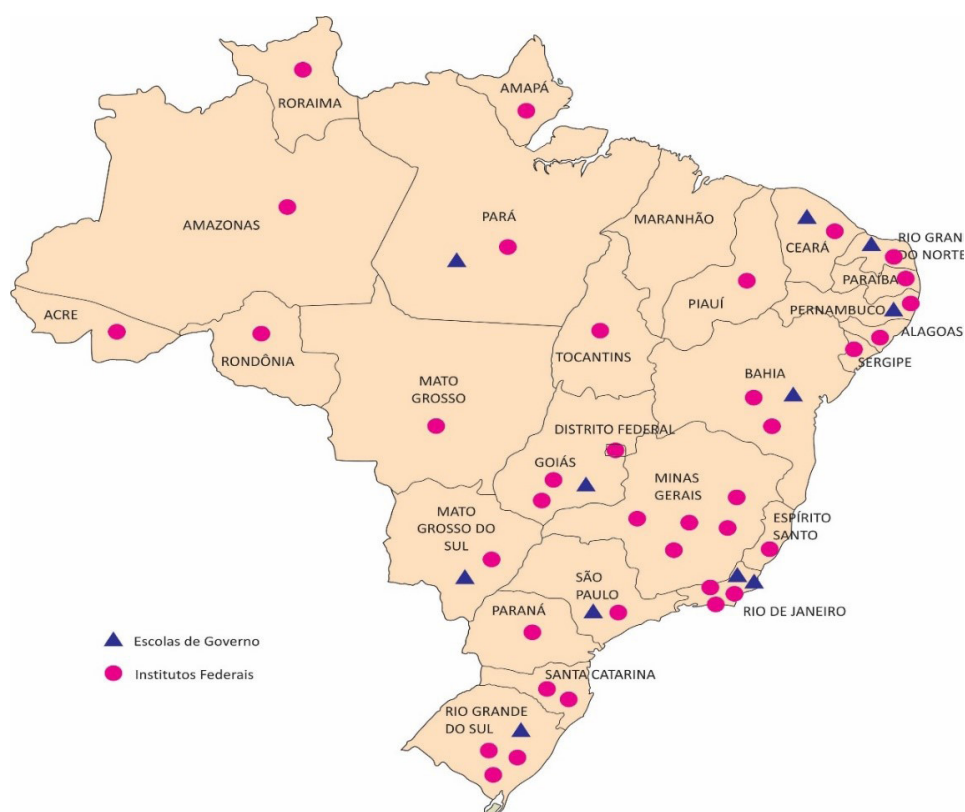 AMAPÁ
RORAIMA
AMAZONAS
PARÁ
MARANHÃO
CEARÁ
RIO GRAN
DO NORTE
PARAÍBA
PIAUÍ
PERNAMBUCO
ACRE
RONDÔNIA
TOCANTINS
ALAGOAS
SERGIPE
BAHIA
MATO
GROSSO
DISTRITO FEDERAL
GOIÁS
MINAS
GERAIS
MATO
GROSSO DO
SUL
ESPÍRITO
SANTO
SÃO
PAULO
RIO DE JANEIRO
PARANÁ
Escolas de Governo
Institutos Federais
SANTA CATARINA
RIO GRANDE
DO SUL